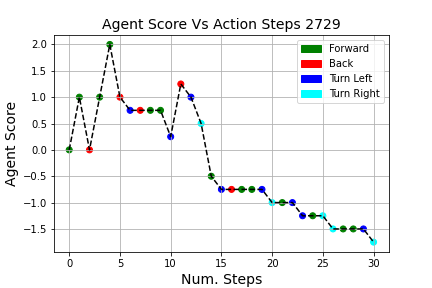 Agent Score Vs Action Steps 2729
Agent Score
2.0
1.5
1.0
0.5
0.0
−0.5
−1.0
−1.5
Forward
Back
Turn Left
Turn Right
0 5 10 15 20 25 30
Num. Steps